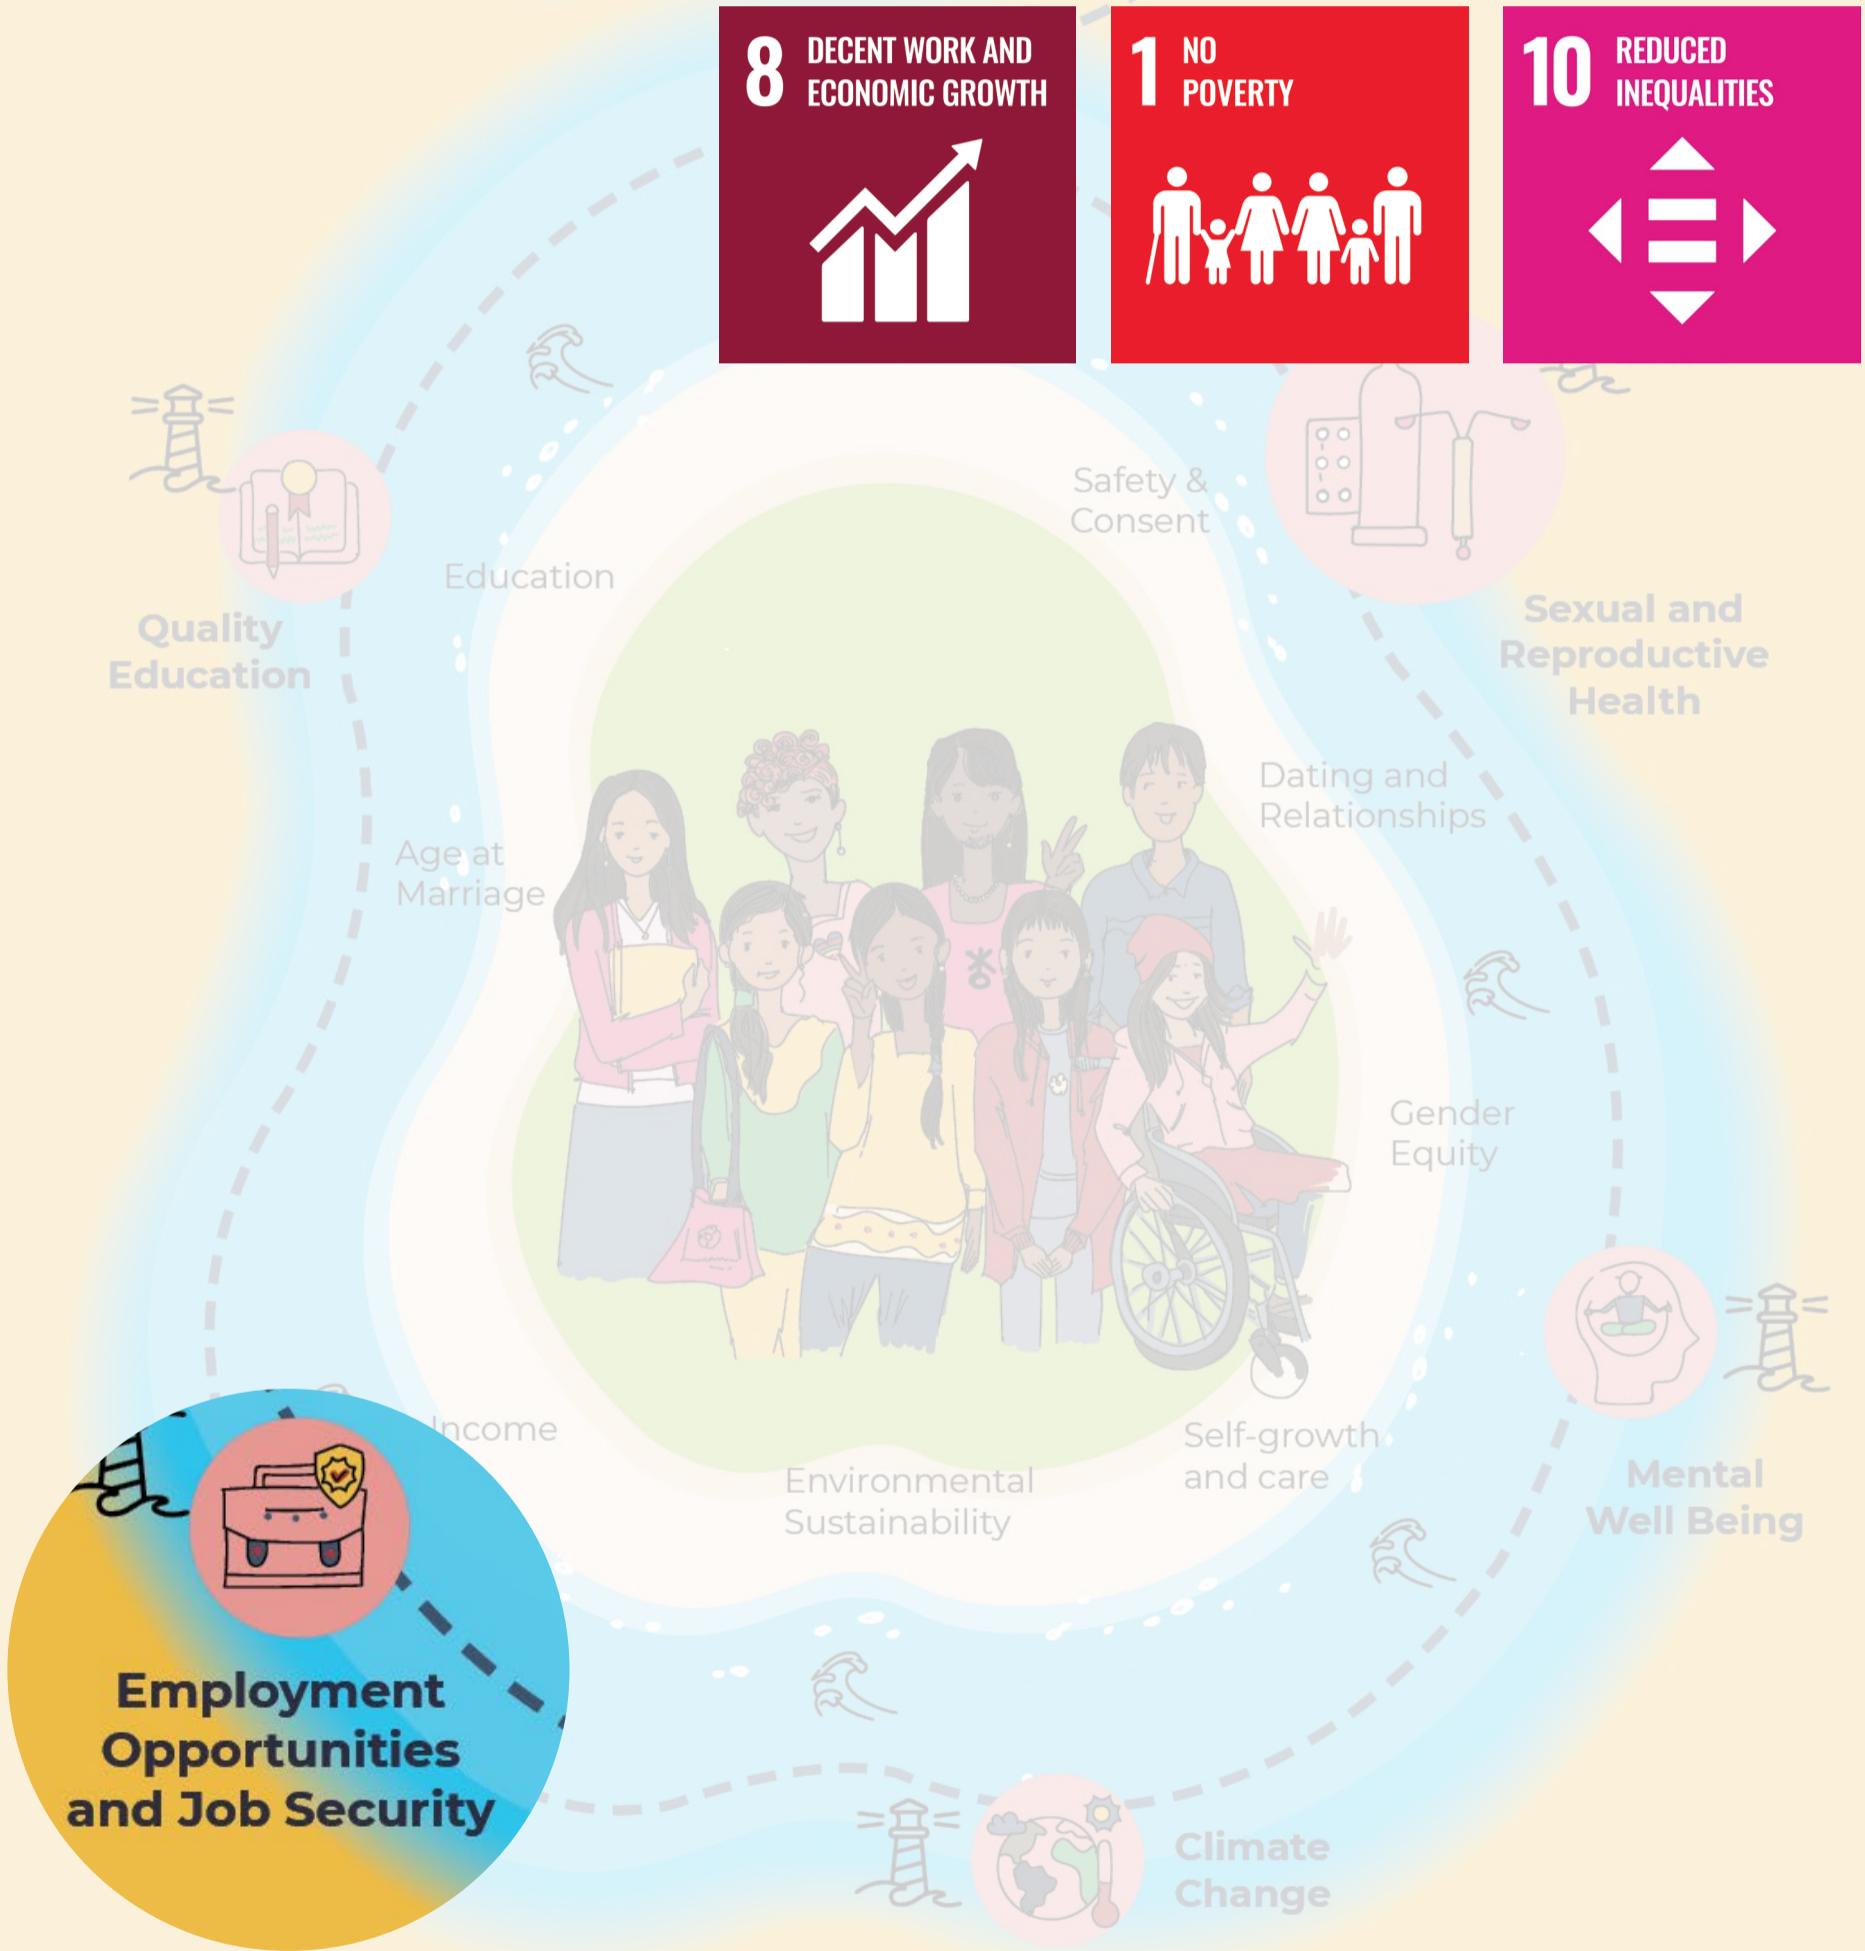 8 DECENT WORK AND
ECONOMIC GROWTH
1 NO
POVERTY
10 REDUCED
INEQUALITIES
Safety &
Consent
Education
Quality
Education
Sexual and
Reproductive
Health
Dating and
Relationships
Age at
Marriage
Gender
Equity
Income
Self-growth
and care
Environmental
Sustainability
Mental
Well Being
Employment
Opportunities
and Job Security
Climate
Change